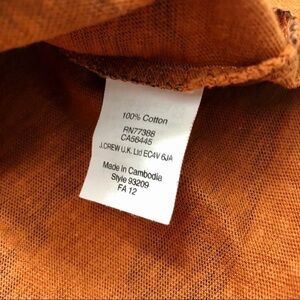 100% Cotton
RN77388
CA56445
J.CREW U.K. Ltd EC4V 6JA
Made in Cambodia
Style 93209
FA 12